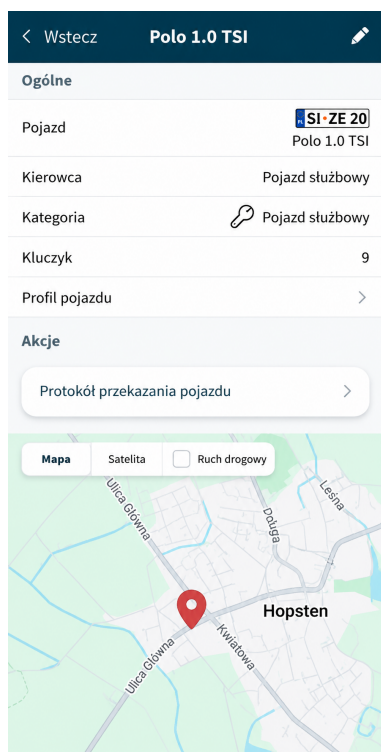 Wstecz
Polo 1.0 TSI
Ogólne
Pojazd
SI·ZE 20
Polo 1.0 TSI
Kierowca
Pojazd służbowy
Kategoria
Pojazd służbowy
Kluczyk
9
Profil pojazdu
Akcje
Protokół przekazania pojazdu
Mapa
Satelita
Ruch drogowy
Ulica Główna
Leśna
Doługa
Hopsten
Kwiatowa
Ulica Główna